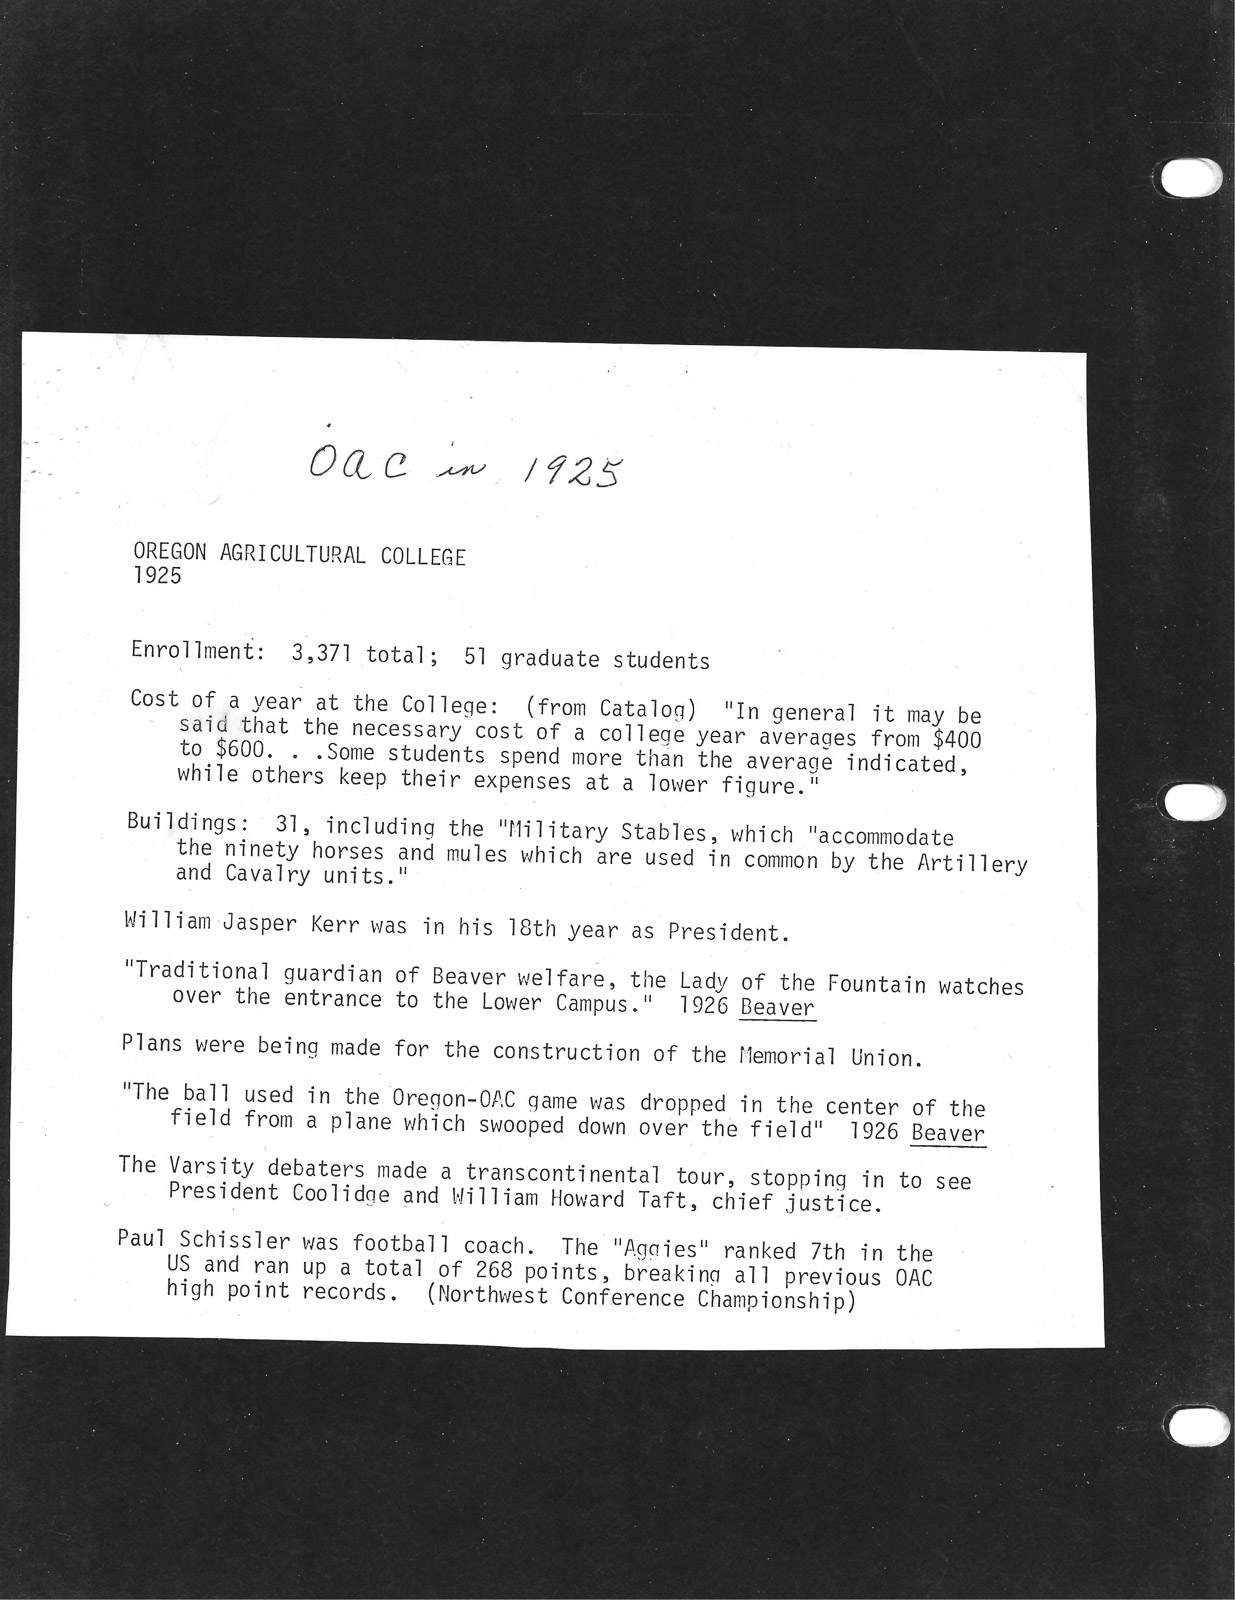 OAC in 1925
OREGON AGRICULTURAL COLLEGE
1925
Enrollment: 3,371 total; 51 graduate students
Cost of a year at the College: (from Catalog) "In general it may be
said that the necessary cost of a college year averages from $400
to $600. . .Some students spend more than the average indicated,
while others keep their expenses at a lower figure."
Buildings: 31, including the "Military Stables, which "accommodate
the ninety horses and mules which are used in common by the Artillery
and Cavalry units."
William Jasper Kerr was in his 18th year as President.
"Traditional guardian of Beaver welfare, the Lady of the Fountain watches
over the entrance to the Lower Campus." 1926 Beaver
Plans were being made for the construction of the Memorial Union.
"The ball used in the Oregon-OAC game was dropped in the center of the
field from a plane which swooped down over the field" 1926 Beaver
The Varsity debaters made a transcontinental tour, stopping in to see
President Coolidge and William Howard Taft, chief justice.
Paul Schissler was football coach. The "Aggies" ranked 7th in the
US and ran up a total of 268 points, breaking all previous OAC
high point records. (Northwest Conference Championship)